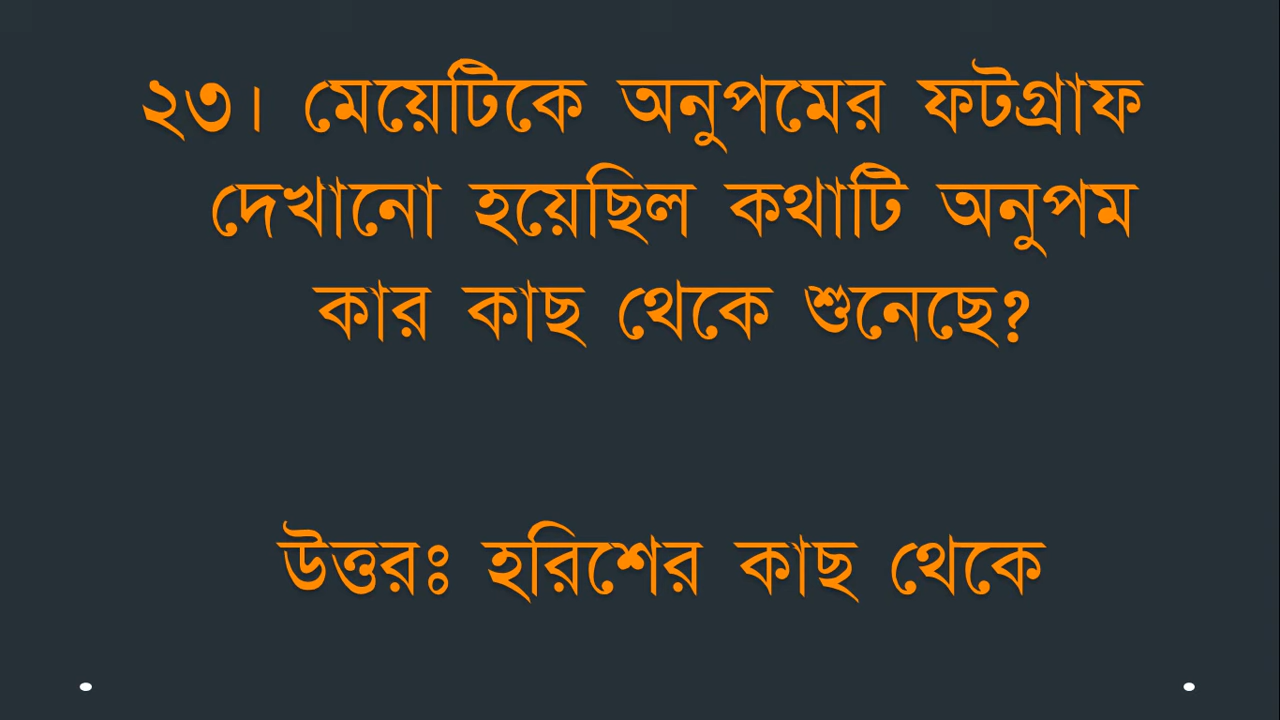 ২৩। মেয়েটিকে অনুপমের ফটগ্রাফ
দেখানো হয়েছিল কথাটি অনুপম
কার কাছ থেকে শুনেছে?
উত্তরঃ হরিশের কাছ থেকে